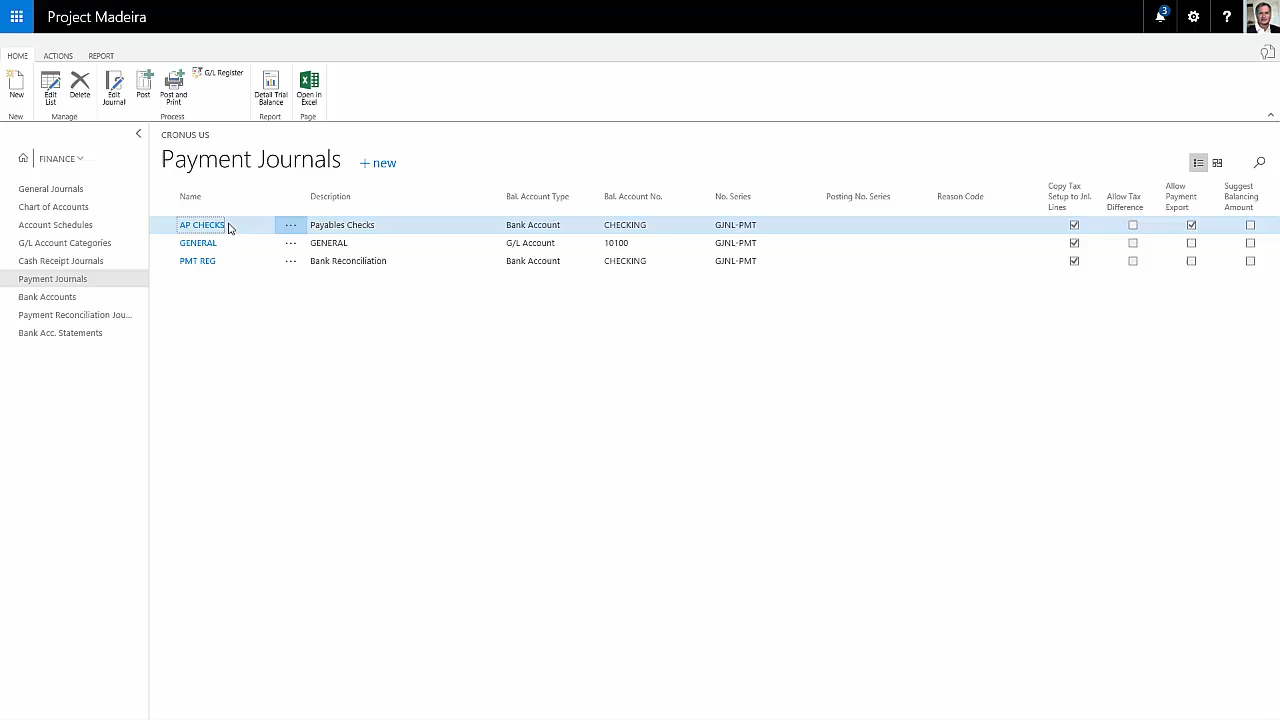 Project Madeira
3
?
HOME ACTIONS REPORT
New
Edit List
Delete
Edit Journal
Post
Post and Print
G/L Register
Detail Trial Balance
Open in Excel
New Manage Process Report Page
CRONUS US
FINANCE
Payment Journals + new
General Journals
Chart of Accounts
Account Schedules
G/L Account Categories
Cash Receipt Journals
Payment Journals
Bank Accounts
Payment Reconciliation Jou...
Bank Acc. Statements
Name Description Bal. Account Type Bal. Account No. No. Series Posting No. Series Reason Code Copy Tax Setup to Jnl. Lines Allow Tax Difference Allow Payment Export Suggest Balancing Amount
AP CHECKS ... Payables Checks Bank Account CHECKING GJNL-PMT
GENERAL ... GENERAL G/L Account 10100 GJNL-PMT
PMT REG ... Bank Reconciliation Bank Account CHECKING GJNL-PMT